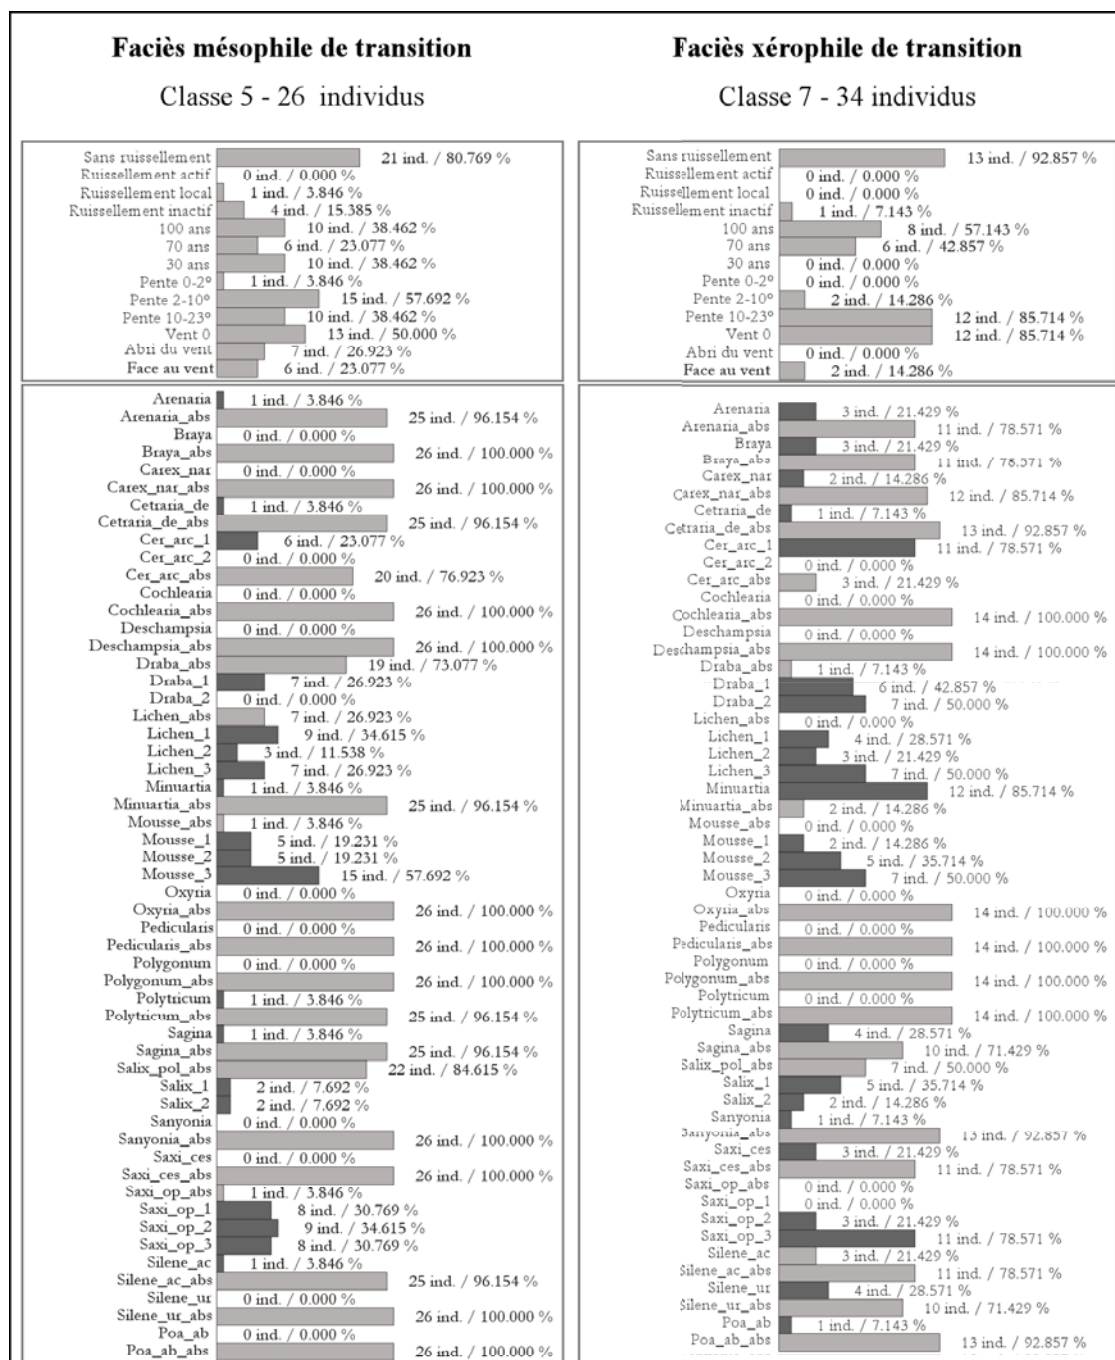 Faciès mésophile de transition
Classe 5 - 26 individus
Sans ruissellement 21 ind. / 80.769 %
Ruissellement actif 0 ind. / 0.000 %
Ruissellement local 1 ind. / 3.846 %
Ruissellement inactif 4 ind. / 15.385 %
100 ans 10 ind. / 38.462 %
70 ans 6 ind. / 23.077 %
30 ans 10 ind. / 38.462 %
Pente 0-2° 1 ind. / 3.846 %
Pente 2-10° 15 ind. / 57.692 %
Pente 10-23° 10 ind. / 38.462 %
Vent 0 13 ind. / 50.000 %
Abri du vent 7 ind. / 26.923 %
Face au vent 6 ind. / 23.077 %
Arenaria 1 ind. / 3.846 %
Arenaria_abs 25 ind. / 96.154 %
Braya 0 ind. / 0.000 %
Braya_abs 26 ind. / 100.000 %
Carex_nar 0 ind. / 0.000 %
Carex_nar_abs 26 ind. / 100.000 %
Cetraria_de 1 ind. / 3.846 %
Cetraria_de_abs 25 ind. / 96.154 %
Cer_arc_1 6 ind. / 23.077 %
Cer_arc_2 0 ind. / 0.000 %
Cer_arc_abs 20 ind. / 76.923 %
Cochlearia 0 ind. / 0.000 %
Cochlearia_abs 26 ind. / 100.000 %
Deschampsia 0 ind. / 0.000 %
Deschampsia_abs 26 ind. / 100.000 %
Draba_abs 19 ind. / 73.077 %
Draba_1 7 ind. / 26.923 %
Draba_2 0 ind. / 0.000 %
Lichen_abs 7 ind. / 26.923 %
Lichen_1 9 ind. / 34.615 %
Lichen_2 3 ind. / 11.538 %
Lichen_3 7 ind. / 26.923 %
Minuartia 1 ind. / 3.846 %
Minuartia_abs 25 ind. / 96.154 %
Mousse_abs 1 ind. / 3.846 %
Mousse_1 5 ind. / 19.231 %
Mousse_2 5 ind. / 19.231 %
Mousse_3 15 ind. / 57.692 %
Oxyria 0 ind. / 0.000 %
Oxyria_abs 26 ind. / 100.000 %
Pedicularis 0 ind. / 0.000 %
Pedicularis_abs 26 ind. / 100.000 %
Polygonum 0 ind. / 0.000 %
Polygonum_abs 26 ind. / 100.000 %
Polytricum 1 ind. / 3.846 %
Polytricum_abs 25 ind. / 96.154 %
Sagina 1 ind. / 3.846 %
Sagina_abs 25 ind. / 96.154 %
Salix_pol_abs 22 ind. / 84.615 %
Salix_1 2 ind. / 7.692 %
Salix_2 2 ind. / 7.692 %
Sanyonia 0 ind. / 0.000 %
Sanyonia_abs 26 ind. / 100.000 %
Saxi_ces 0 ind. / 0.000 %
Saxi_ces_abs 26 ind. / 100.000 %
Saxi_op_abs 1 ind. / 3.846 %
Saxi_op_1 8 ind. / 30.769 %
Saxi_op_2 9 ind. / 34.615 %
Saxi_op_3 8 ind. / 30.769 %
Silene_ac 1 ind. / 3.846 %
Silene_ac_abs 25 ind. / 96.154 %
Silene_ur 0 ind. / 0.000 %
Silene_ur_abs 26 ind. / 100.000 %
Poa_ab 0 ind. / 0.000 %
Poa_ab_abs 26 ind. / 100.000 %
Faciès xérophile de transition
Classe 7 - 34 individus
Sans ruissellement 13 ind. / 92.857 %
Ruissellement actif 0 ind. / 0.000 %
Ruissellement local 0 ind. / 0.000 %
Ruissellement inactif 1 ind. / 7.143 %
100 ans 8 ind. / 57.143 %
70 ans 6 ind. / 42.857 %
30 ans 0 ind. / 0.000 %
Pente 0-2° 0 ind. / 0.000 %
Pente 2-10° 2 ind. / 14.286 %
Pente 10-23° 12 ind. / 85.714 %
Vent 0 12 ind. / 85.714 %
Abri du vent 0 ind. / 0.000 %
Face au vent 2 ind. / 14.286 %
Arenaria 3 ind. / 21.429 %
Arenaria_abs 11 ind. / 78.571 %
Braya 3 ind. / 21.429 %
Braya_abs 11 ind. / 78.571 %
Carex_nar 2 ind. / 14.286 %
Carex_nar_abs 12 ind. / 85.714 %
Cetraria_de 1 ind. / 7.143 %
Cetraria_de_abs 13 ind. / 92.857 %
Cer_arc_1 11 ind. / 78.571 %
Cer_arc_2 0 ind. / 0.000 %
Cer_arc_abs 3 ind. / 21.429 %
Cochlearia 0 ind. / 0.000 %
Cochlearia_abs 14 ind. / 100.000 %
Deschampsia 0 ind. / 0.000 %
Deschampsia_abs 14 ind. / 100.000 %
Draba_abs 1 ind. / 7.143 %
Draba_1 6 ind. / 42.857 %
Draba_2 7 ind. / 50.000 %
Lichen_abs 0 ind. / 0.000 %
Lichen_1 4 ind. / 28.571 %
Lichen_2 3 ind. / 21.429 %
Lichen_3 7 ind. / 50.000 %
Minuartia 12 ind. / 85.714 %
Minuartia_abs 2 ind. / 14.286 %
Mousse_abs 0 ind. / 0.000 %
Mousse_1 2 ind. / 14.286 %
Mousse_2 5 ind. / 35.714 %
Mousse_3 7 ind. / 50.000 %
Oxyria 0 ind. / 0.000 %
Oxyria_abs 14 ind. / 100.000 %
Pedicularis 0 ind. / 0.000 %
Pedicularis_abs 14 ind. / 100.000 %
Polygonum 0 ind. / 0.000 %
Polygonum_abs 14 ind. / 100.000 %
Polytricum 0 ind. / 0.000 %
Polytricum_abs 14 ind. / 100.000 %
Sagina 4 ind. / 28.571 %
Sagina_abs 10 ind. / 71.429 %
Salix_pol_abs 7 ind. / 50.000 %
Salix_1 5 ind. / 35.714 %
Salix_2 2 ind. / 14.286 %
Sanyonia 1 ind. / 7.143 %
Sanyonia_abs 13 ind. / 92.857 %
Saxi_ces 3 ind. / 21.429 %
Saxi_ces_abs 11 ind. / 78.571 %
Saxi_op_abs 0 ind. / 0.000 %
Saxi_op_1 0 ind. / 0.000 %
Saxi_op_2 3 ind. / 21.429 %
Saxi_op_3 11 ind. / 78.571 %
Silene_ac 3 ind. / 21.429 %
Silene_ac_abs 11 ind. / 78.571 %
Silene_ur 4 ind. / 28.571 %
Silene_ur_abs 10 ind. / 71.429 %
Poa_ab 1 ind. / 7.143 %
Poa_ab_abs 13 ind. / 92.857 %